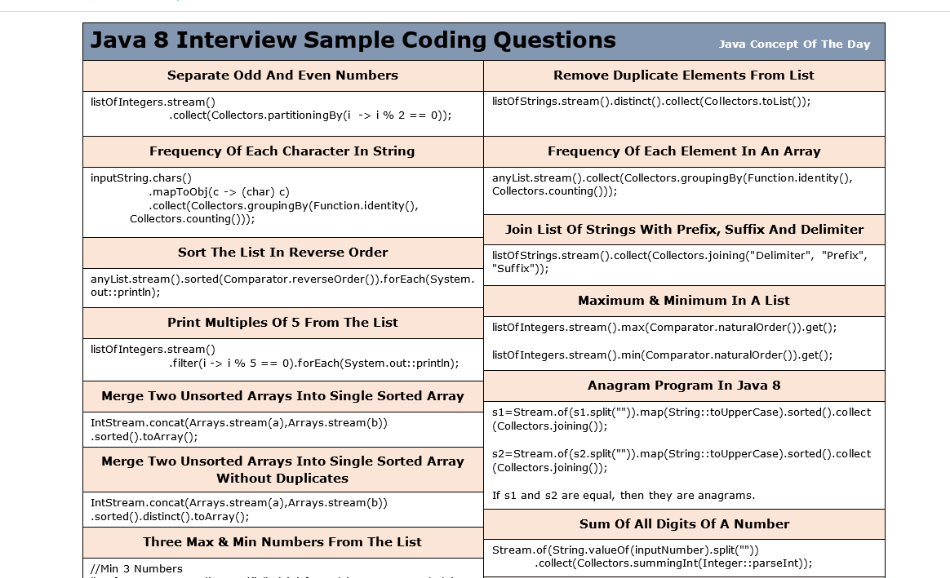 Java 8 Interview Sample Coding Questions
Java Concept Of The Day
Separate Odd And Even Numbers
listOfIntegers.stream()
.collect(Collectors.partitioningBy(i -> i % 2 == 0));
Frequency Of Each Character In String
inputString.chars()
.mapToObj(c -> (char) c)
.collect(Collectors.groupingBy(Function.identity(),
Collectors.counting()));
Sort The List In Reverse Order
anyList.stream().sorted(Comparator.reverseOrder()).forEach(System.
out::println);
Print Multiples Of 5 From The List
listOfIntegers.stream()
.filter(i -> i % 5 == 0).forEach(System.out::println);
Merge Two Unsorted Arrays Into Single Sorted Array
IntStream.concat(Arrays.stream(a),Arrays.stream(b))
.sorted().toArray();
Merge Two Unsorted Arrays Into Single Sorted Array
Without Duplicates
IntStream.concat(Arrays.stream(a),Arrays.stream(b))
.sorted().distinct().toArray();
Three Max & Min Numbers From The List
//Min 3 Numbers
Remove Duplicate Elements From List
listOfStrings.stream().distinct().collect(Collectors.toList());
Frequency Of Each Element In An Array
anyList.stream().collect(Collectors.groupingBy(Function.identity(),
Collectors.counting()));
Join List Of Strings With Prefix, Suffix And Delimiter
listOfStrings.stream().collect(Collectors.joining("Delimiter", "Prefix",
"Suffix"));
Maximum & Minimum In A List
listOfIntegers.stream().max(Comparator.naturalOrder()).get();
listOfIntegers.stream().min(Comparator.naturalOrder()).get();
Anagram Program In Java 8
s1=Stream.of(s1.split("")).map(String::toUpperCase).sorted().collect
(Collectors.joining());
s2=Stream.of(s2.split("")).map(String::toUpperCase).sorted().collect
(Collectors.joining());
If s1 and s2 are equal, then they are anagrams.
Sum Of All Digits Of A Number
Stream.of(String.valueOf(inputNumber).split(""))
.collect(Collectors.summingInt(Integer::parseInt));